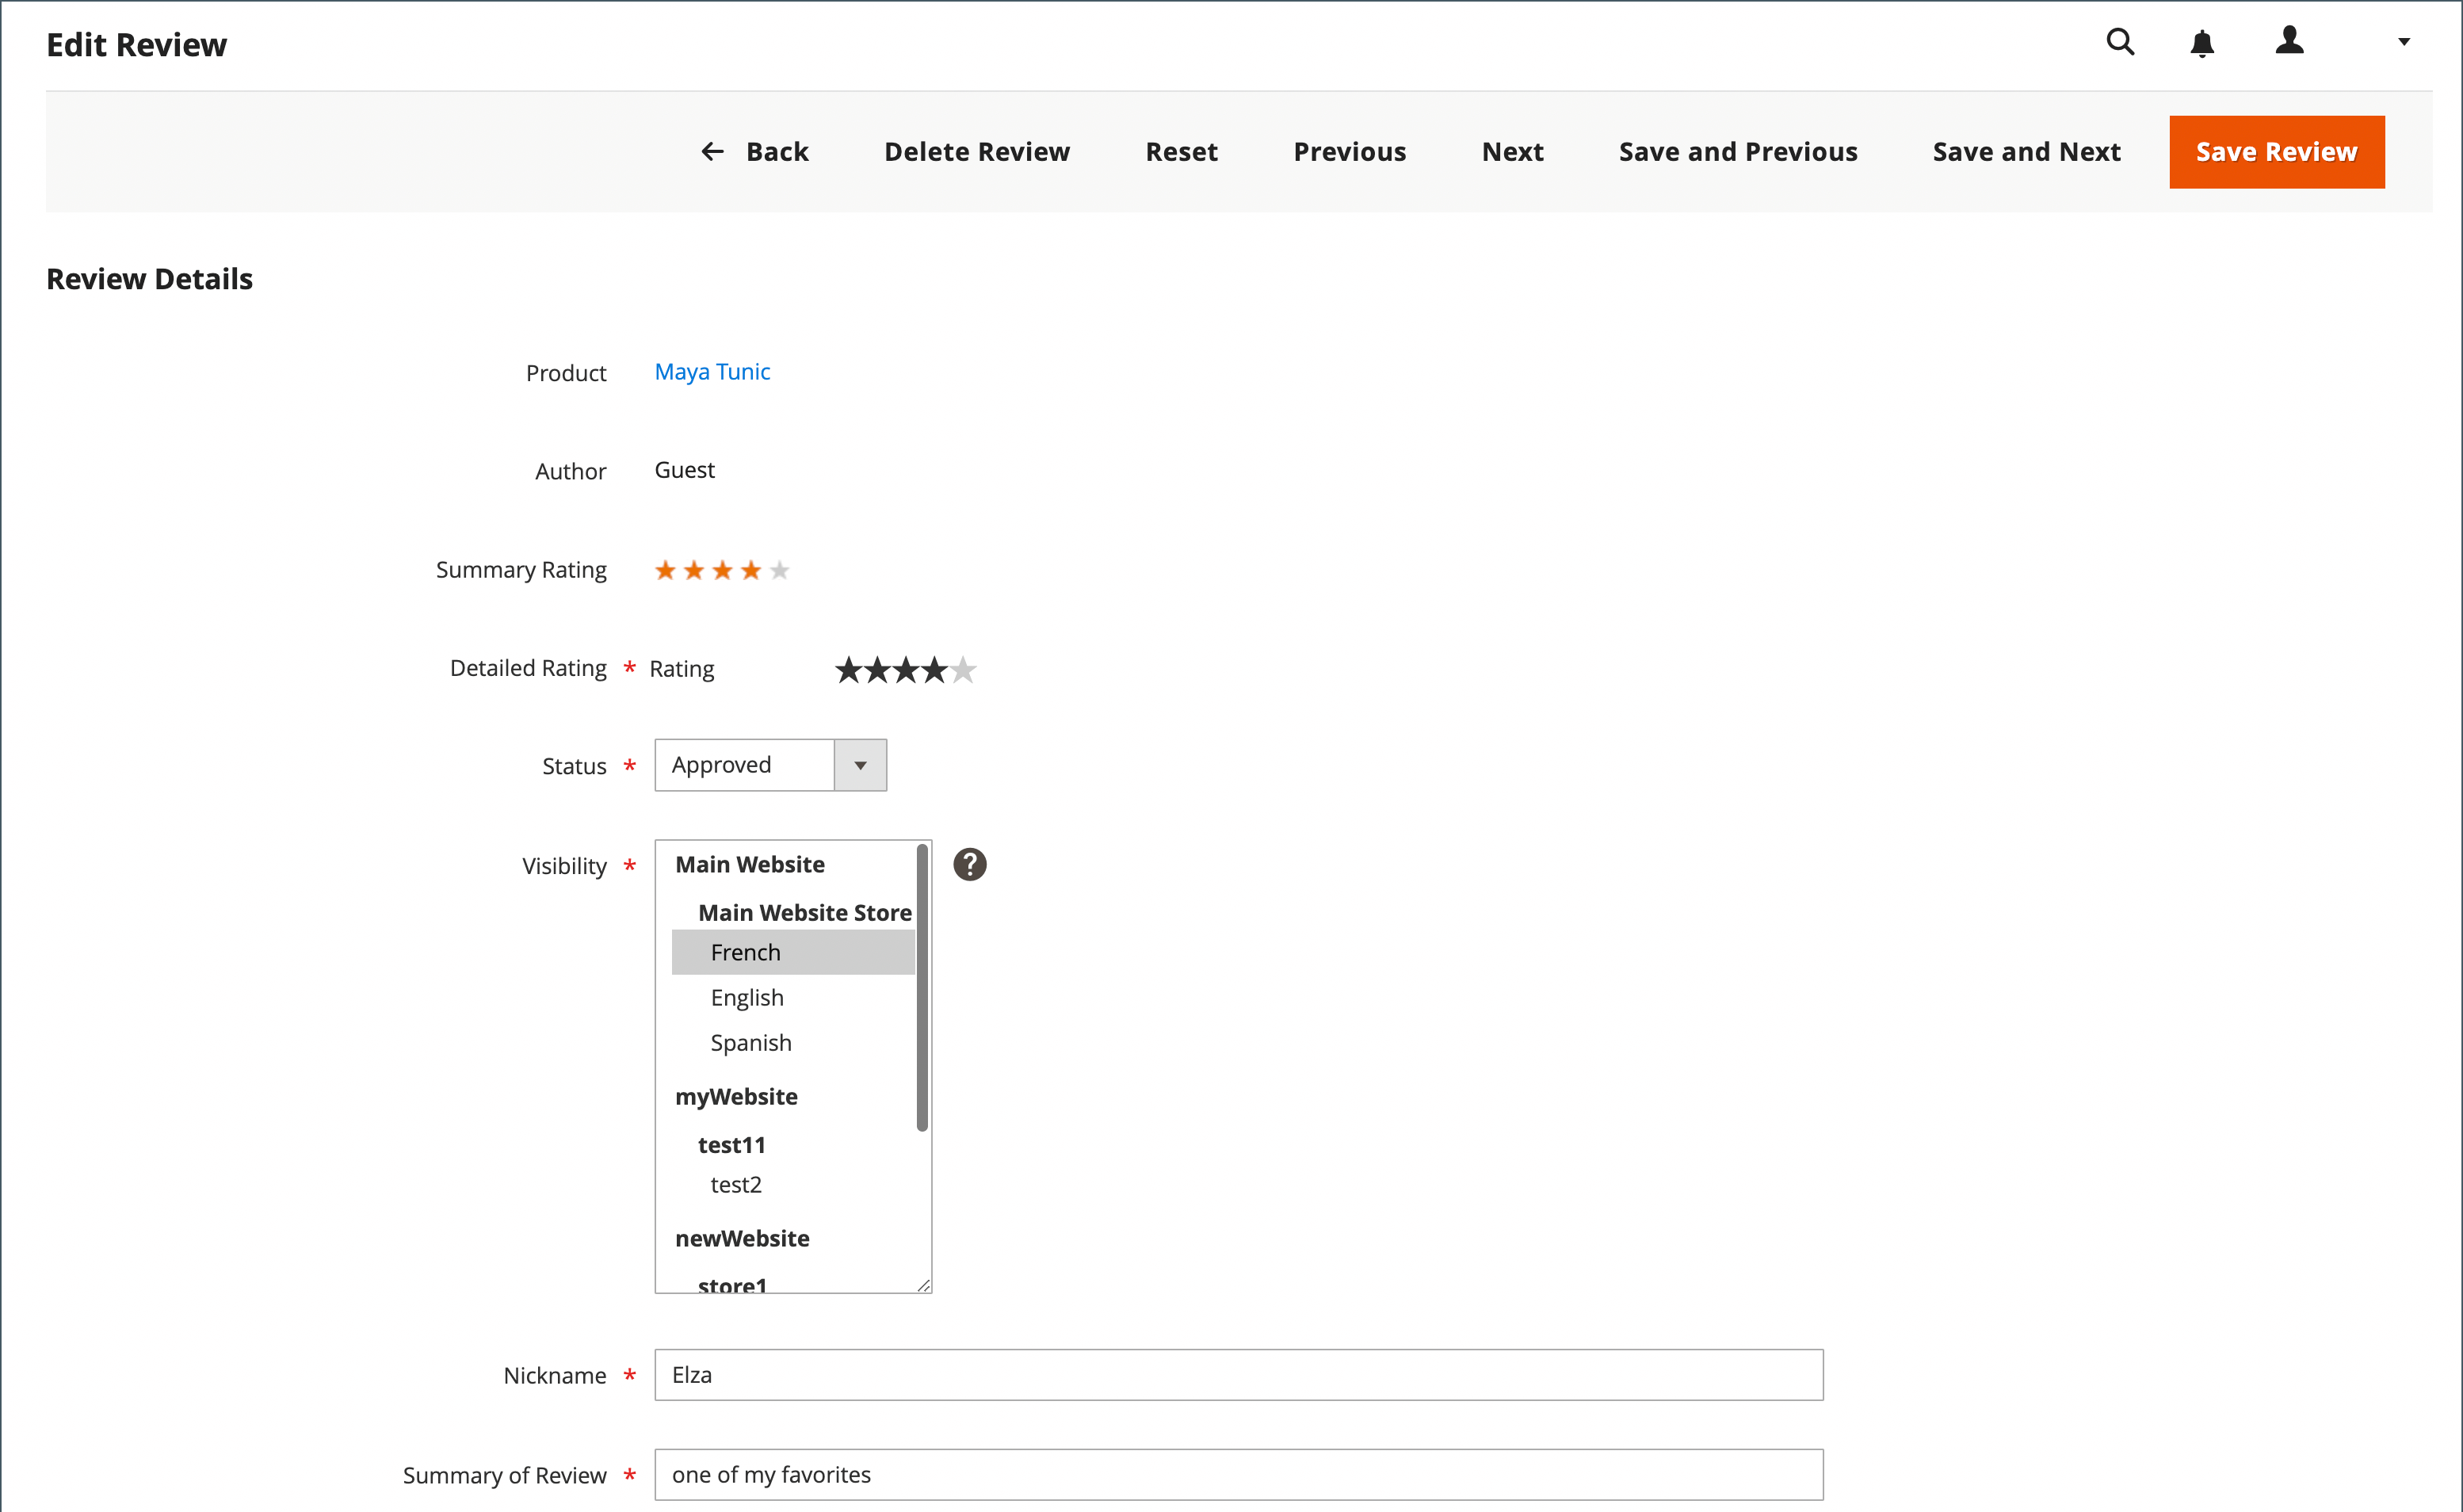 Edit Review
Back Delete Review Reset Previous Next Save and Previous Save and Next Save Review
Review Details
Product Maya Tunic
Author Guest
Summary Rating
Detailed Rating * Rating
Status * Approved
Visibility * Main Website ?
Main Website Store
French
English
Spanish
myWebsite
test11
test2
newWebsite
store1
Nickname * Elza
Summary of Review * one of my favorites